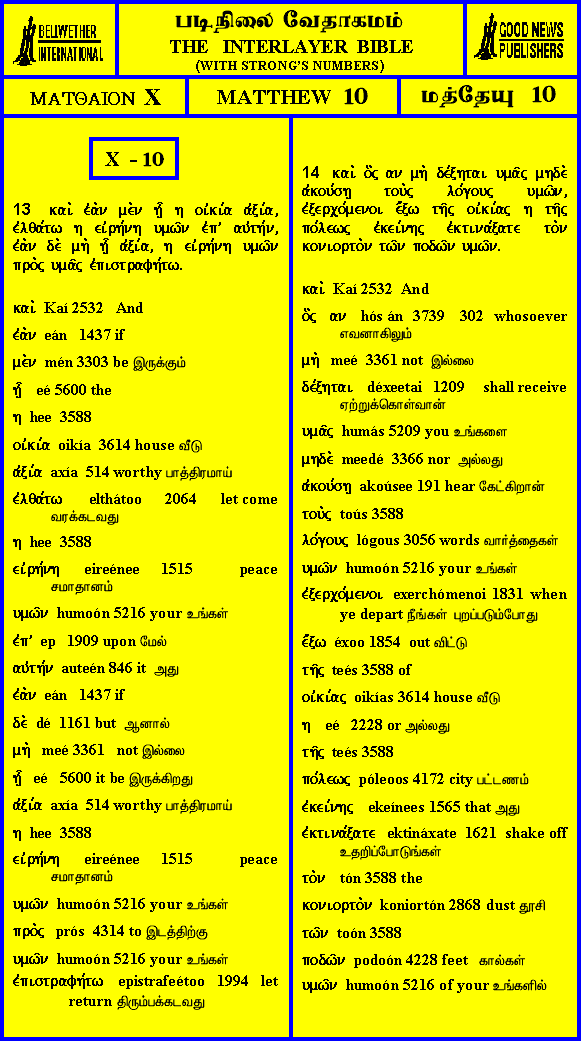 BELLWETHER
INTERNATIONAL
படிநிலை வேதாகமம்
THE INTERLAYER BIBLE
(WITH STRONG'S NUMBERS)
GOOD NEWS
PUBLISHERS
ΜΑΤΘΑΙΟΝ X
MATTHEW 10
மத்தேயு 10
X - 10
13 καὶ ἐὰν μὲν ᾖ η οἰκία ἀξία,
ἐλθάτω η εἰρήνη υμῶν ἐπ' αὐτήν,
ἐὰν δὲ μὴ ᾖ ἀξία, η εἰρήνη υμῶν
πρὸς υμᾶς ἐπιστραφήτω.
καὶ Kaí 2532 And
ἐὰν eán 1437 if
μὲν mén 3303 be இருக்கும்
ᾖ eé 5600 the
η hee 3588
οἰκία oikía 3614 house வீடு
ἀξία axía 514 worthy பாத்திரமாய்
ἐλθάτω elthátoo 2064 let come
வரக்கடவது
η hee 3588
εἰρήνη eireénee 1515 peace
சமாதானம்
υμῶν humoón 5216 your உங்கள்
ἐπ' ep 1909 upon மேல்
αὐτήν auteén 846 it அது
ἐὰν eán 1437 if
δὲ dé 1161 but ஆனால்
μὴ meé 3361 not இல்லை
ᾖ eé 5600 it be இருக்கிறது
ἀξία axía 514 worthy பாத்திரமாய்
η hee 3588
εἰρήνη eireénee 1515 peace
சமாதானம்
υμῶν humoón 5216 your உங்கள்
πρὸς prós 4314 to இடத்திற்கு
υμῶν humoón 5216 your உங்கள்
ἐπιστραφήτω epistrafeétoo 1994 let
return திரும்பக்கடவது
14 καὶ ὃς αν μὴ δέξηται υμᾶς μηδὲ
ἀκούσῃ τοὺς λόγους υμῶν,
ἐξερχόμενοι ἔξω τῆς οἰκίας η τῆς
πόλεως ἐκείνης ἐκτινάξατε τὸν
κονιορτὸν τῶν ποδῶν υμῶν.
καὶ Kaí 2532 And
ὃς αν hós án 3739 302 whosoever
எவனாகிலும்
μὴ meé 3361 not இல்லை
δέξηται déxeetai 1209 shall receive
ஏற்றுக்கொள்வான்
υμᾶς humás 5209 you உங்களை
μηδὲ meedé 3366 nor அல்லது
ἀκούσῃ akoúsee 191 hear கேட்கிறான்
τοὺς toús 3588
λόγους lógous 3056 words வார்த்தைகள்
υμῶν humoón 5216 your உங்கள்
ἐξερχόμενοι exerchómenoi 1831 when
ye depart நீங்கள் புறப்படும்போது
ἔξω éxoo 1854 out விட்டு
τῆς teés 3588 of
οἰκίας oikías 3614 house வீடு
η eé 2228 or அல்லது
τῆς teés 3588
πόλεως póleoos 4172 city பட்டணம்
ἐκείνης ekeínees 1565 that அது
ἐκτινάξατε ektináxate 1621 shake off
உதறிப்போடுங்கள்
τὸν tón 3588 the
κονιορτὸν koniortón 2868 dust தூசி
τῶν toón 3588
ποδῶν podoón 4228 feet கால்கள்
υμῶν humoón 5216 of your உங்களில்